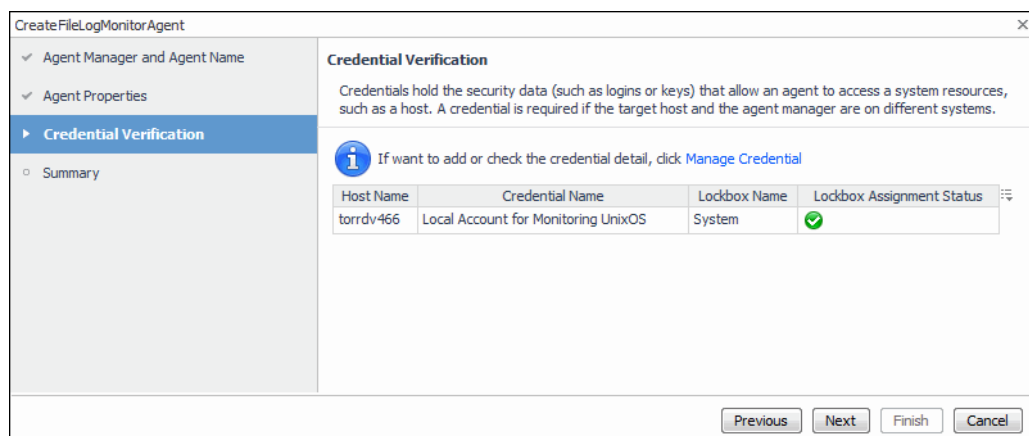 CreateFileLogMonitorAgent
Agent Manager and Agent Name
Agent Properties
Credential Verification
Summary
Credential Verification
Credentials hold the security data (such as logins or keys) that allow an agent to access a system resources,
such as a host. A credential is required if the target host and the agent manager are on different systems.
If want to add or check the credential detail, click Manage Credential
Host Name Credential Name Lockbox Name Lockbox Assignment Status
torrdv466 Local Account for Monitoring UnixOS System
Previous Next Finish Cancel